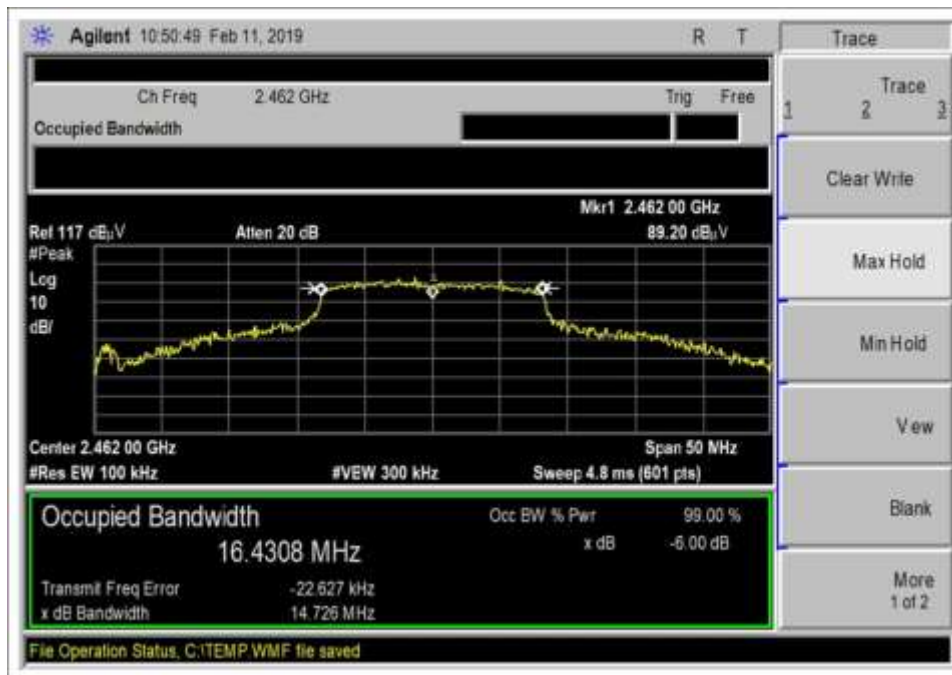 Agilent 10:50:49 Feb 11, 2019 R T
Trace
Ch Freq 2.462 GHz Trig Free
Occupied Bandwidth
Trace
1 2 3
Clear Write
Max Hold
Min Hold
V ew
Blank
More
1 of 2
Mkr1 2.462 00 GHz
Ref 117 dBµV Atten 20 dB 89.20 dBµV
#Peak
Log
10
dB/
1
Center 2.462 00 GHz Span 50 MHz
#Res EW 100 kHz #VEW 300 kHz Sweep 4.8 ms (601 pts)
Occupied Bandwidth Occ BW % Pwr 99.00 %
16.4308 MHz x dB -6.00 dB
Transmit Freq Error -22.627 kHz
x dB Bandwidth 14.726 MHz
File Operation Status, C:\TEMP.WMF file saved